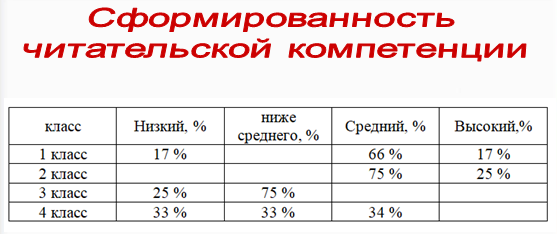 Сформированность
читательской компетенции
класс Низкий, % ниже среднего, % Средний, % Высокий,%
1 класс 17 % 66 % 17 %
2 класс 75 % 25 %
3 класс 25 % 75 %
4 класс 33 % 33 % 34 %